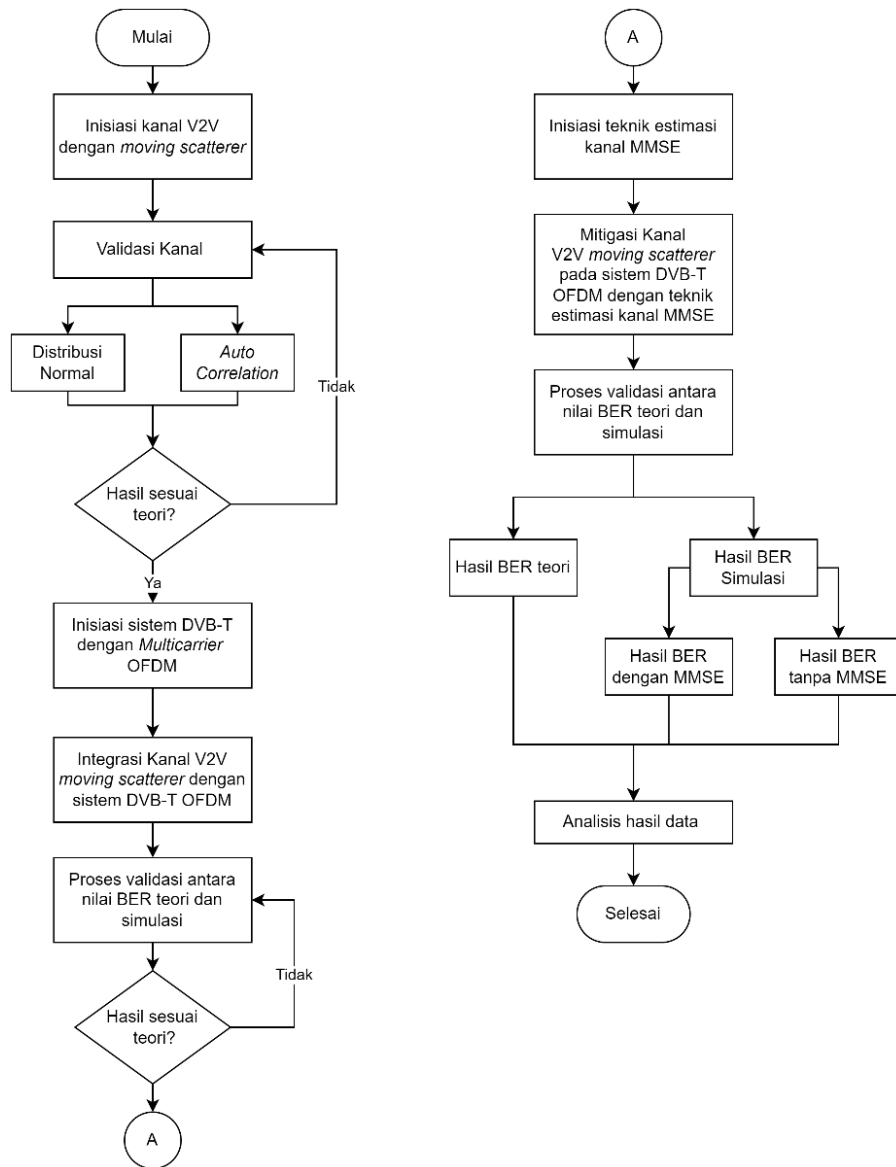 Mulai
Inisiasi kanal V2V
dengan moving scatterer
Validasi Kanal
Distribusi
Normal
Auto
Correlation
Tidak
Hasil sesuai
teori?
Ya
Inisiasi sistem DVB-T
dengan Multicarrier
OFDM
Integrasi Kanal V2V
moving scatterer dengan
sistem DVB-T OFDM
Proses validasi antara
nilai BER teori dan
simulasi
Tidak
Hasil sesuai
teori?
A
A
Inisiasi teknik estimasi
kanal MMSE
Mitigasi Kanal
V2V moving scatterer
pada sistem DVB-T
OFDM dengan teknik
estimasi kanal MMSE
Proses validasi antara
nilai BER teori dan
simulasi
Hasil BER teori
Hasil BER
Simulasi
Hasil BER
dengan MMSE
Hasil BER
tanpa MMSE
Analisis hasil data
Selesai